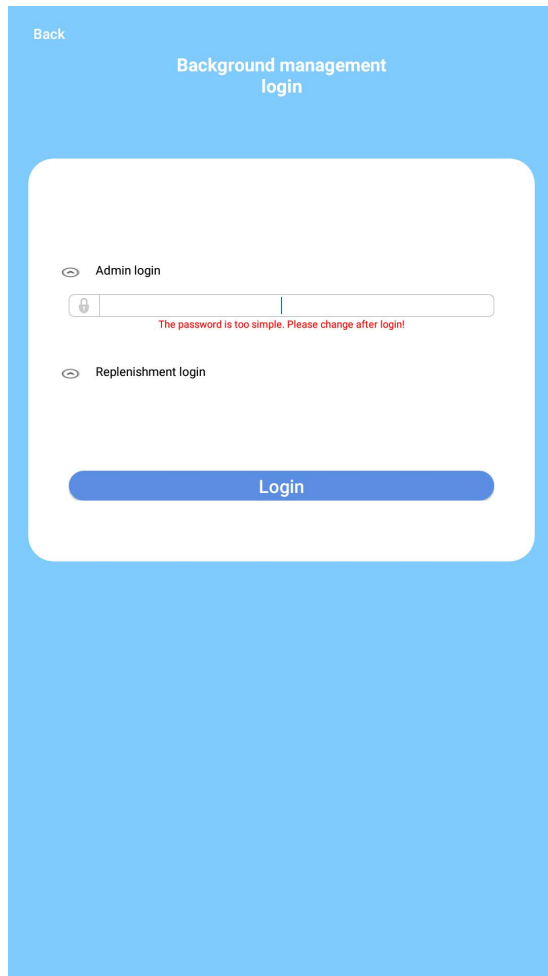 Back
Background management
login
Admin login
The password is too simple. Please change after login!
Replenishment login
Login